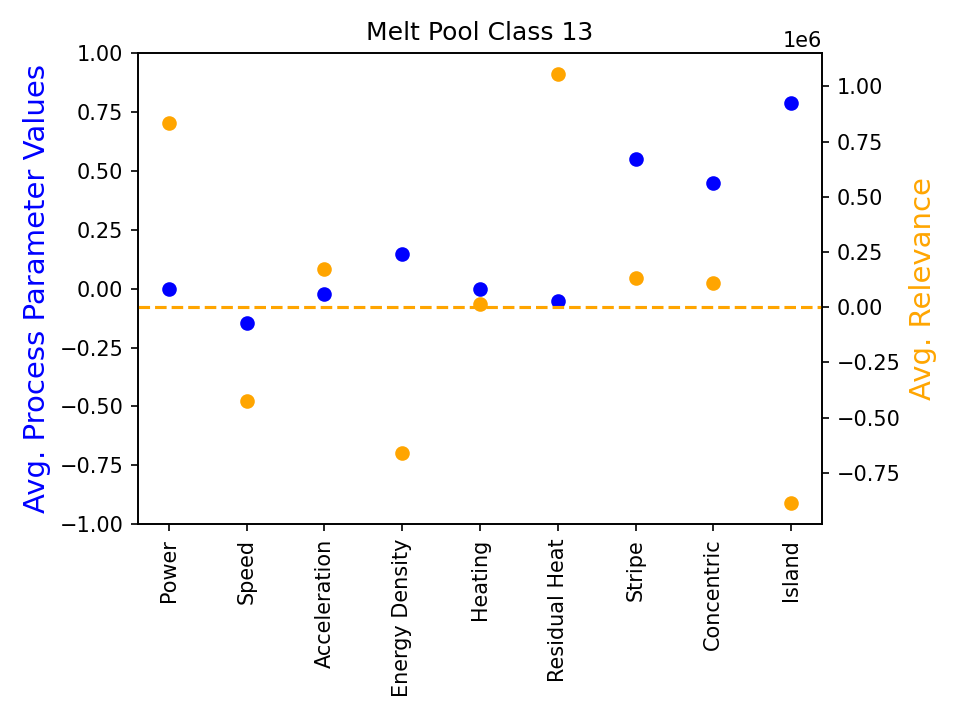 Melt Pool Class 13
1e6
Avg. Process Parameter Values
1.00
0.75
0.50
0.25
0.00
−0.25
−0.50
−0.75
−1.00
1.00
0.75
0.50
0.25
0.00
−0.25
−0.50
−0.75
Avg. Relevance
Power
Speed
Acceleration
Energy Density
Heating
Residual Heat
Stripe
Concentric
Island